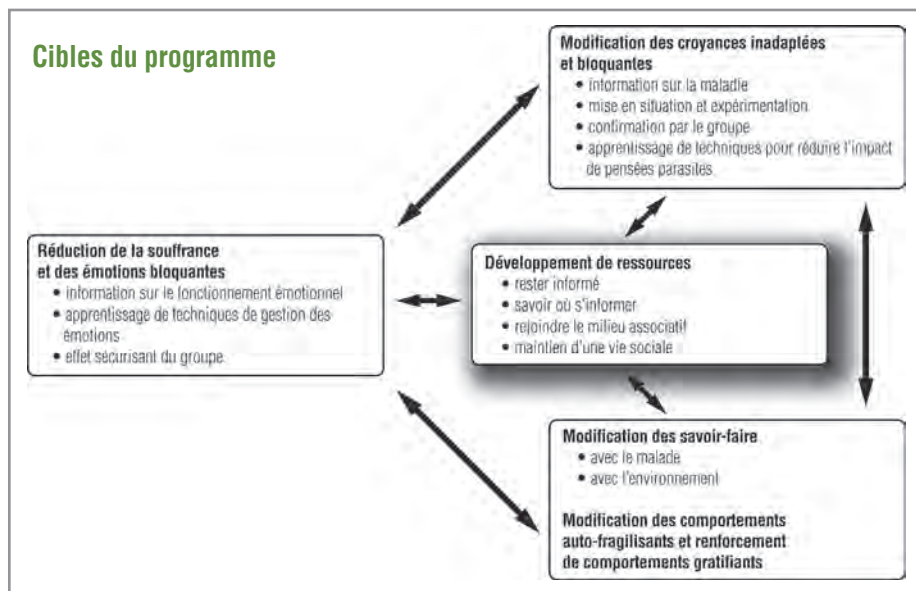 Cibles du programme
Modification des croyances inadaptées
et bloquantes
• information sur la maladie
• mise en situation et expérimentation
• confirmation par le groupe
• apprentissage de techniques pour réduire l'impact
de pensées parasites
Réduction de la souffrance
et des émotions bloquantes
• information sur le fonctionnement émotionnel
• apprentissage de techniques de gestion des
émotions
• effet sécurisant du groupe
Développement de ressources
• rester informé
• savoir où s'informer
• rejoindre le milieu associatif
• maintien d'une vie sociale
Modification des savoir-faire
• avec le malade
• avec l'environnement
Modification des comportements
auto-fragilisants et renforcement
de comportements gratifiants